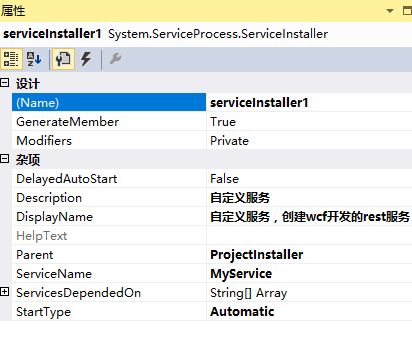 属性
serviceInstaller1 System.ServiceProcess.ServiceInstaller
设计
(Name) serviceInstaller1
GenerateMember True
Modifiers Private
杂项
DelayedAutoStart False
Description 自定义服务
DisplayName 自定义服务，创建wcf开发的rest服务
HelpText
Parent ProjectInstaller
ServiceName MyService
ServicesDependedOn String[] Array
StartType Automatic